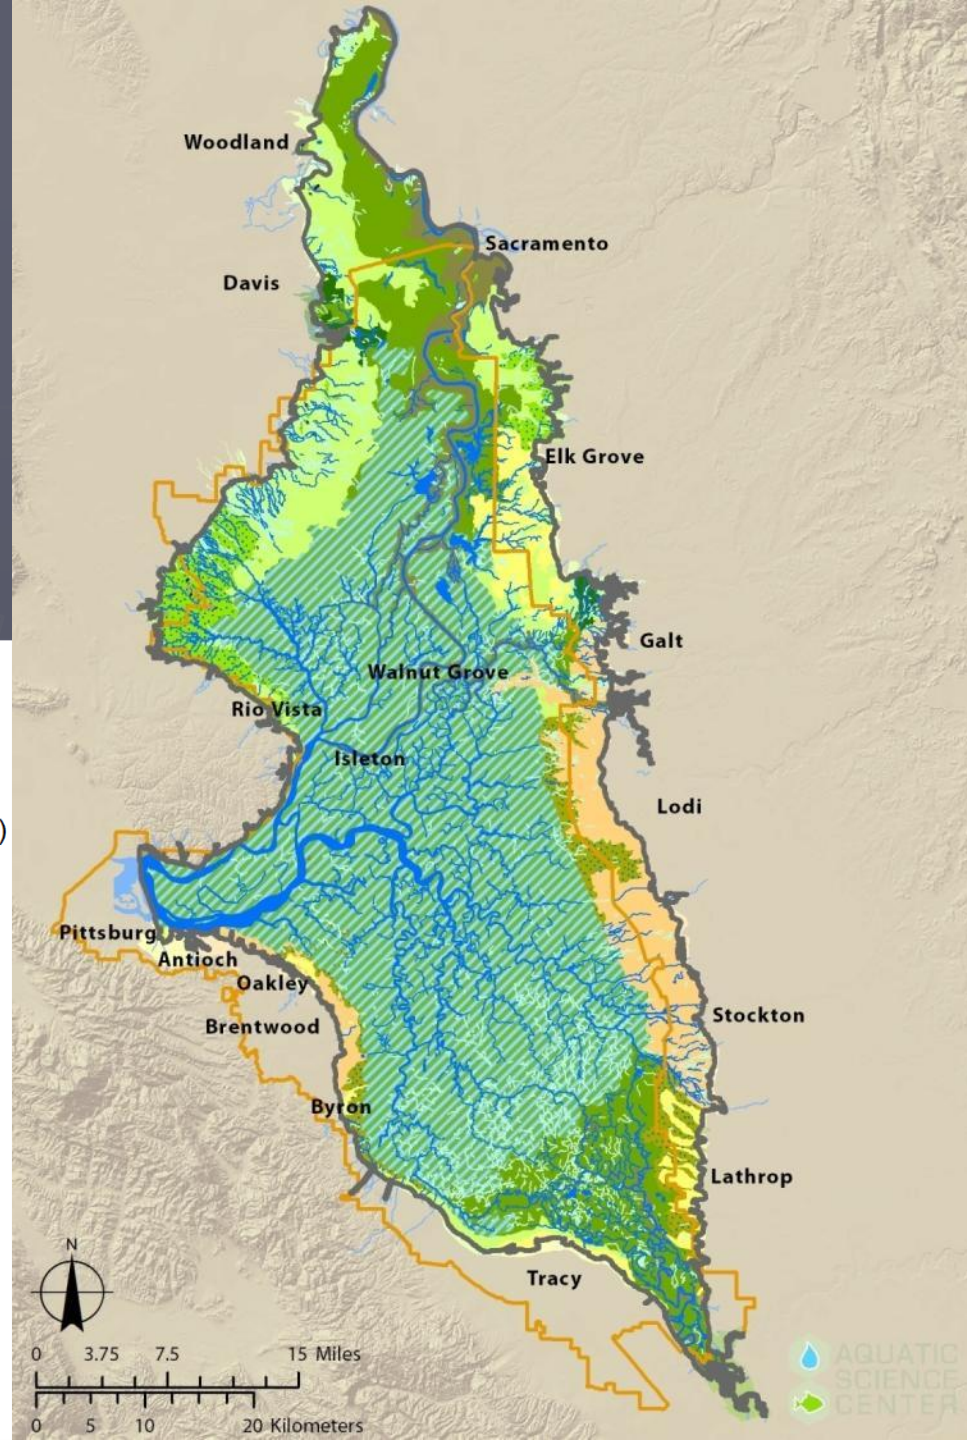 Woodland
Sacramento
Davis
Elk Grove
Galt
Walnut Grove
Rio Vista
Isleton
Lodi
)
Pittsburg
Antioch
Oakley
Stockton
Brentwood
Byron
Lathrop
N
Tracy
0 3.75 7.5 15 Miles
0 5 10 20 Kilometers
AQUATIC
SCIENCE
CENTER